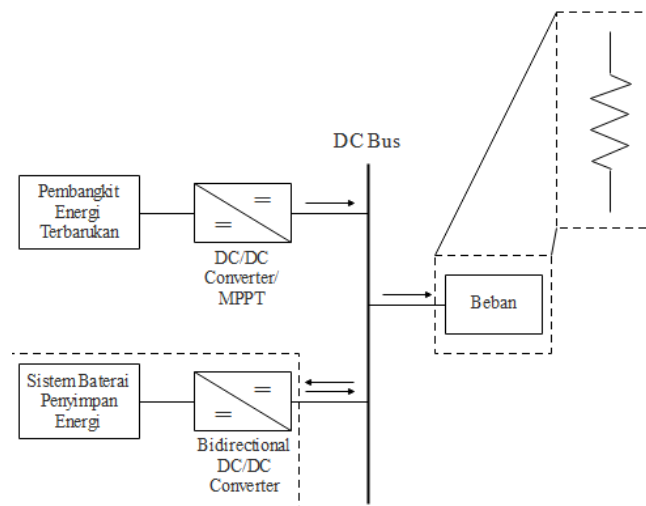 DC Bus
Pembangkit
Energi
Terbarukan
DC/DC
Converter/
MPPT
Beban
Sistem Baterai
Penyimpan
Energi
Bidirectional
DC/DC
Converter